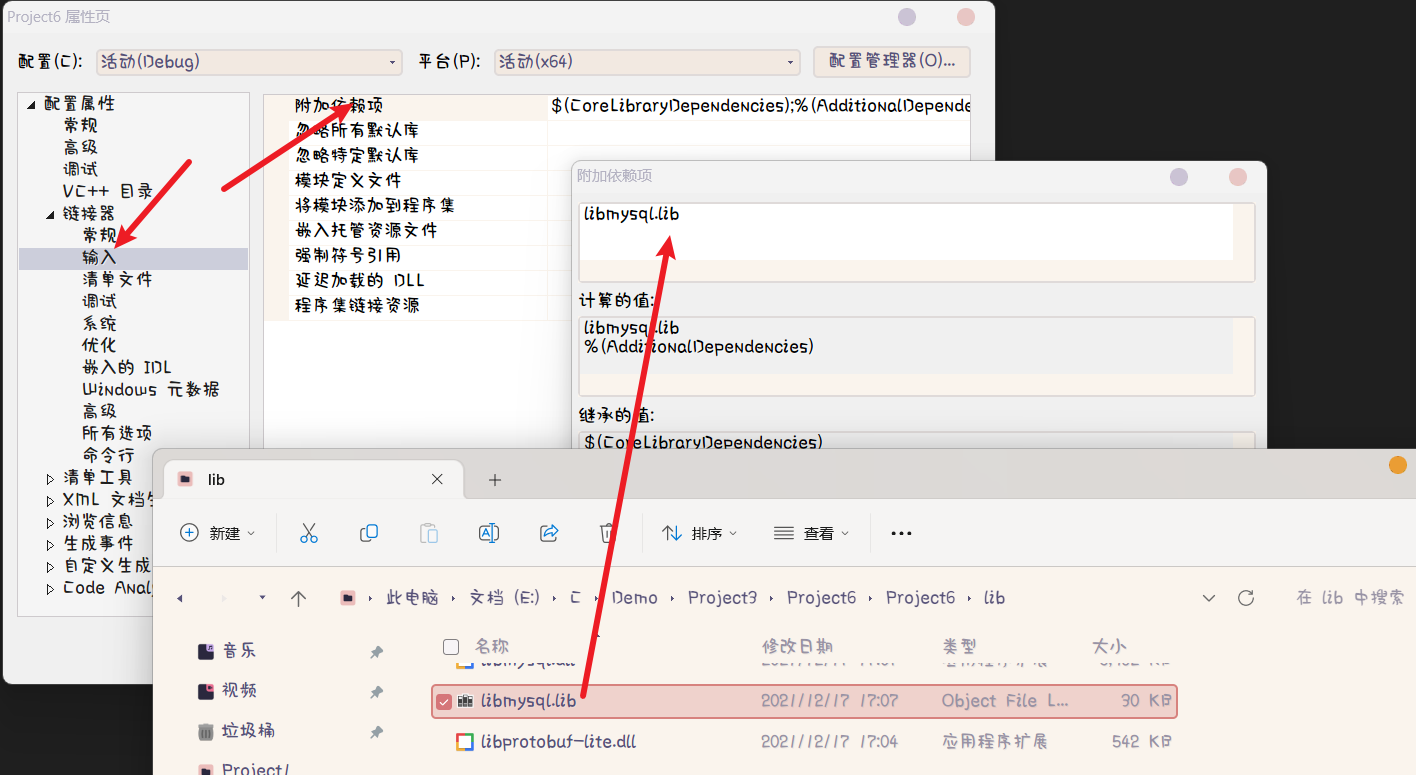 Project6 属性页
配置(C): 活动(Debug) 平台(P): 活动(x64) 配置管理器(O)...
配置属性
常规
高级
调试
VC++ 目录
链接器
常规
输入
清单文件
调试
系统
优化
嵌入的 IDL
Windows 元数据
高级
所有选项
命令行
清单工具
XML 文档生
浏览信息
生成事件
自定义生成
Code Analy
附加依赖项 $(CoreLibraryDependencies);%(AdditionalDepende
忽略所有默认库
忽略特定默认库
模块定义文件
将模块添加到程序集
嵌入托管资源文件
强制符号引用
延迟加载的 DLL
程序集链接资源
附加依赖项
libmysql.lib
计算的值:
libmysql.lib
%(AdditionalDependencies)
继承的值:
$(CoreLibraryDependencies)
lib
新建 排序 查看
此电脑 文档 (E:) C Demo Project3 Project6 Project6 lib 在 lib 中搜索
音乐
视频
垃圾桶
名称 修改日期 类型 大小
libmysql.lib 2021/12/17 17:07 Object File L... 30 KB
libprotobuf-lite.dll 2021/12/17 17:04 应用程序扩展 542 KB